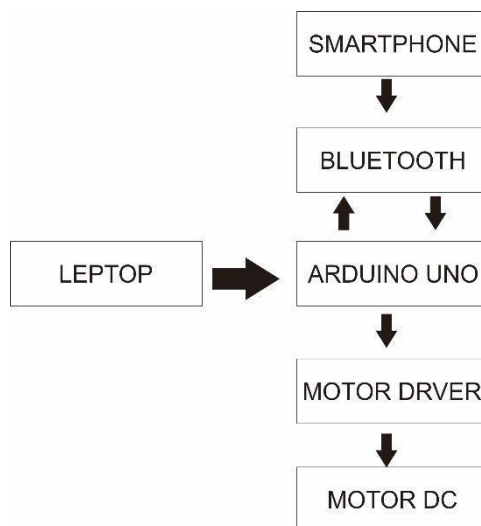 SMARTPHONE
BLUETOOTH
LEPTOP
ARDUINO UNO
MOTOR DRVER
MOTOR DC